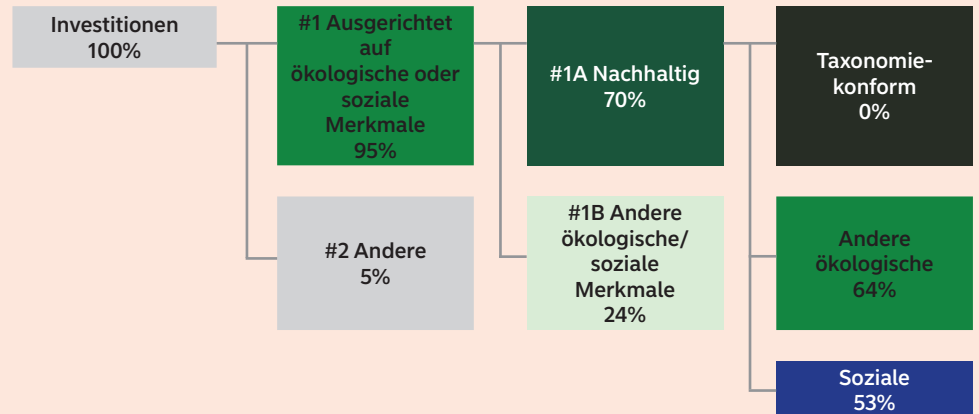 Investitionen
100%
#1 Ausgerichtet
auf
ökologische oder
soziale
Merkmale
95%
#1A Nachhaltig
70%
Taxonomie-
konform
0%
#2 Andere
5%
#1B Andere
ökologische/
soziale
Merkmale
24%
Andere
ökologische
64%
Soziale
53%